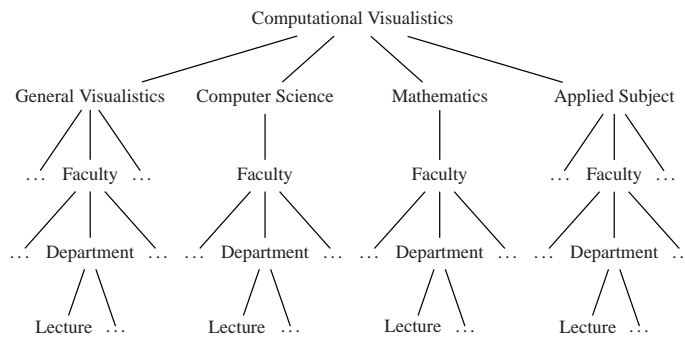 Computational Visualistics
General Visualistics Computer Science Mathematics Applied Subject
... Faculty ... Faculty Faculty ... Faculty ...
... Department ... ... Department ... ... Department ... ... Department ...
Lecture ... Lecture ... Lecture ... Lecture ...